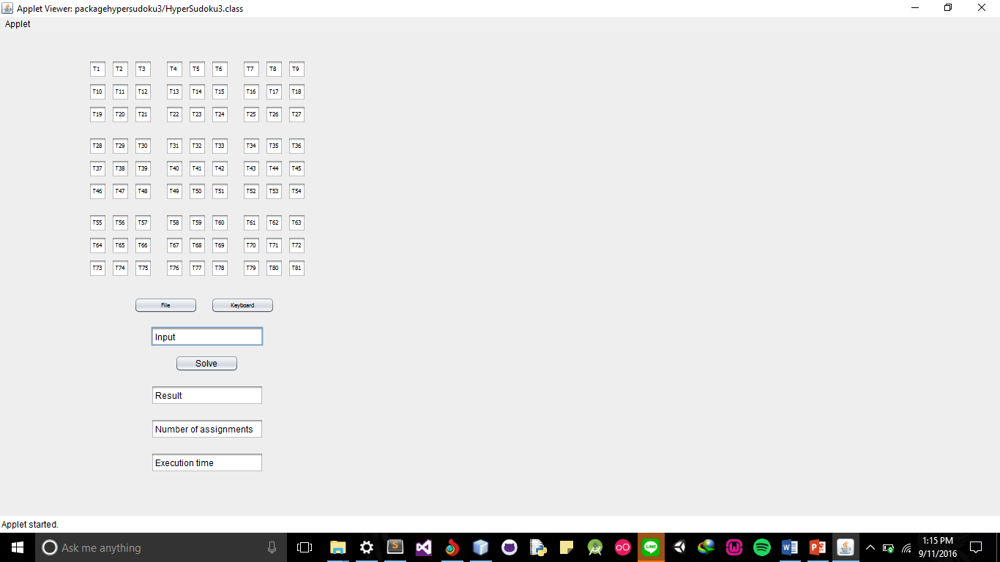 Applet Viewer: packagehypersudoku3/HyperSudoku3.class
Applet
T1 T2 T3 T4 T5 T6 T7 T8 T9
T10 T11 T12 T13 T14 T15 T16 T17 T18
T19 T20 T21 T22 T23 T24 T25 T26 T27
T28 T29 T30 T31 T32 T33 T34 T35 T36
T37 T38 T39 T40 T41 T42 T43 T44 T45
T46 T47 T48 T49 T50 T51 T52 T53 T54
T55 T56 T57 T58 T59 T60 T61 T62 T63
T64 T65 T66 T67 T68 T69 T70 T71 T72
T73 T74 T75 T76 T77 T78 T79 T80 T81
File Keyboard
Input
Solve
Result
Number of assignments
Execution time
Applet started.
Ask me anything
LINE
1:15 PM
9/11/2016